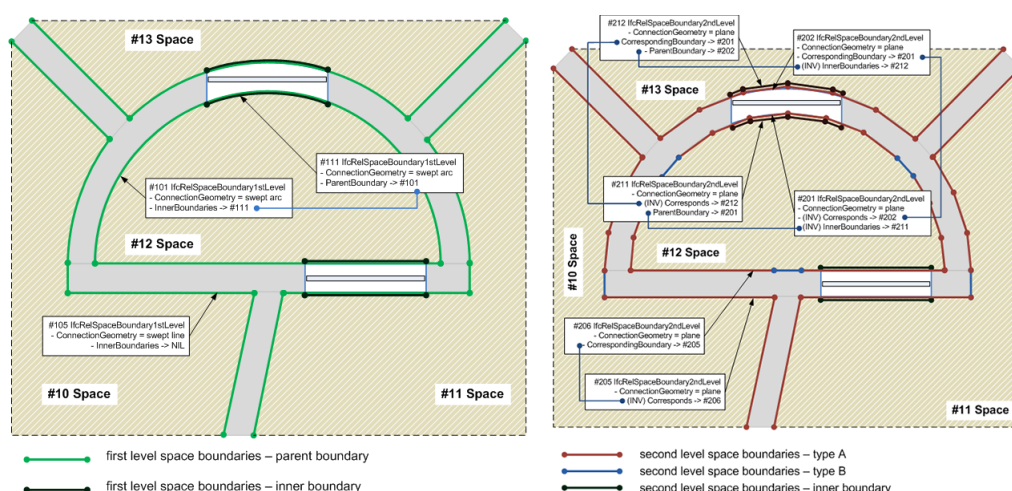 #13 Space
#111 IfcRelSpaceBoundary1stLevel
- ConnectionGeometry = swept arc
- ParentBoundary -> #101
#101 IfcRelSpaceBoundary1stLevel
- ConnectionGeometry = swept arc
- InnerBoundaries -> #111
#12 Space
#105 IfcRelSpaceBoundary1stLevel
- ConnectionGeometry = swept line
- InnerBoundaries -> NIL
#10 Space
#11 Space
first level space boundaries – parent boundary
first level space boundaries – inner boundary
#212 IfcRelSpaceBoundary2ndLevel
- ConnectionGeometry = plane
CorrespondingBoundary -> #201
- ParentBoundary -> #202
#202 IfcRelSpaceBoundary2ndLevel
- ConnectionGeometry = plane
- CorrespondingBoundary -> #201
(INV) InnerBoundaries -> #212
#13 Space
#211 IfcRelSpaceBoundary2ndLevel
- ConnectionGeometry = plane
(INV) Corresponds -> #212
ParentBoundary -> #201
#201 IfcRelSpaceBoundary2ndLevel
- ConnectionGeometry = plane
- (INV) Corresponds -> #202
(INV) InnerBoundaries -> #211
#10 Space
#12 Space
#206 IfcRelSpaceBoundary2ndLevel
- ConnectionGeometry = plane
CorrespondingBoundary -> #205
#205 IfcRelSpaceBoundary2ndLevel
- ConnectionGeometry = plane
(INV) Corresponds -> #206
#11 Space
second level space boundaries – type A
second level space boundaries – type B
second level space boundaries – inner boundary